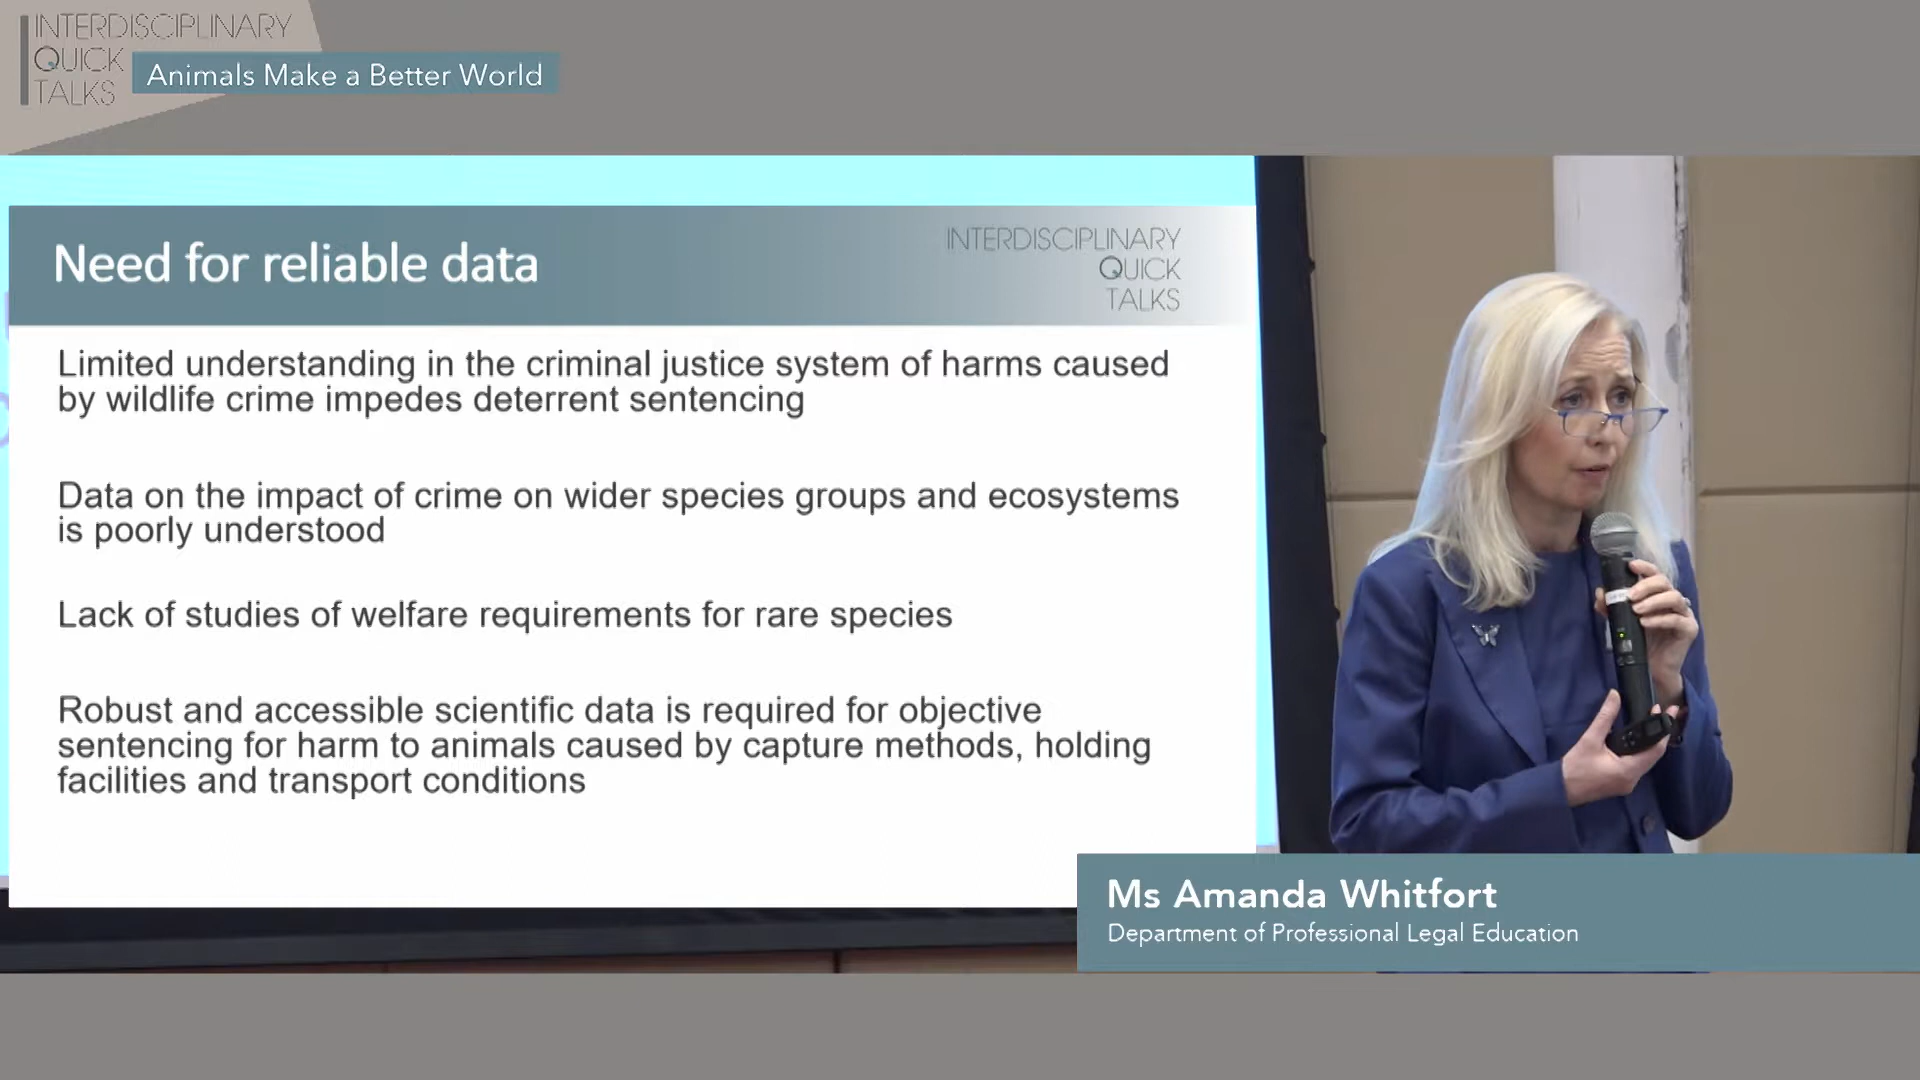 INTERDISCIPLINARY
QUICK
TALKS
Animals Make a Better World
Need for reliable data
INTERDISCIPLINARY
QUICK
TALKS
Limited understanding in the criminal justice system of harms caused
by wildlife crime impedes deterrent sentencing
Data on the impact of crime on wider species groups and ecosystems
is poorly understood
Lack of studies of welfare requirements for rare species
Robust and accessible scientific data is required for objective
sentencing for harm to animals caused by capture methods, holding
facilities and transport conditions
Ms Amanda Whitfort
Department of Professional Legal Education